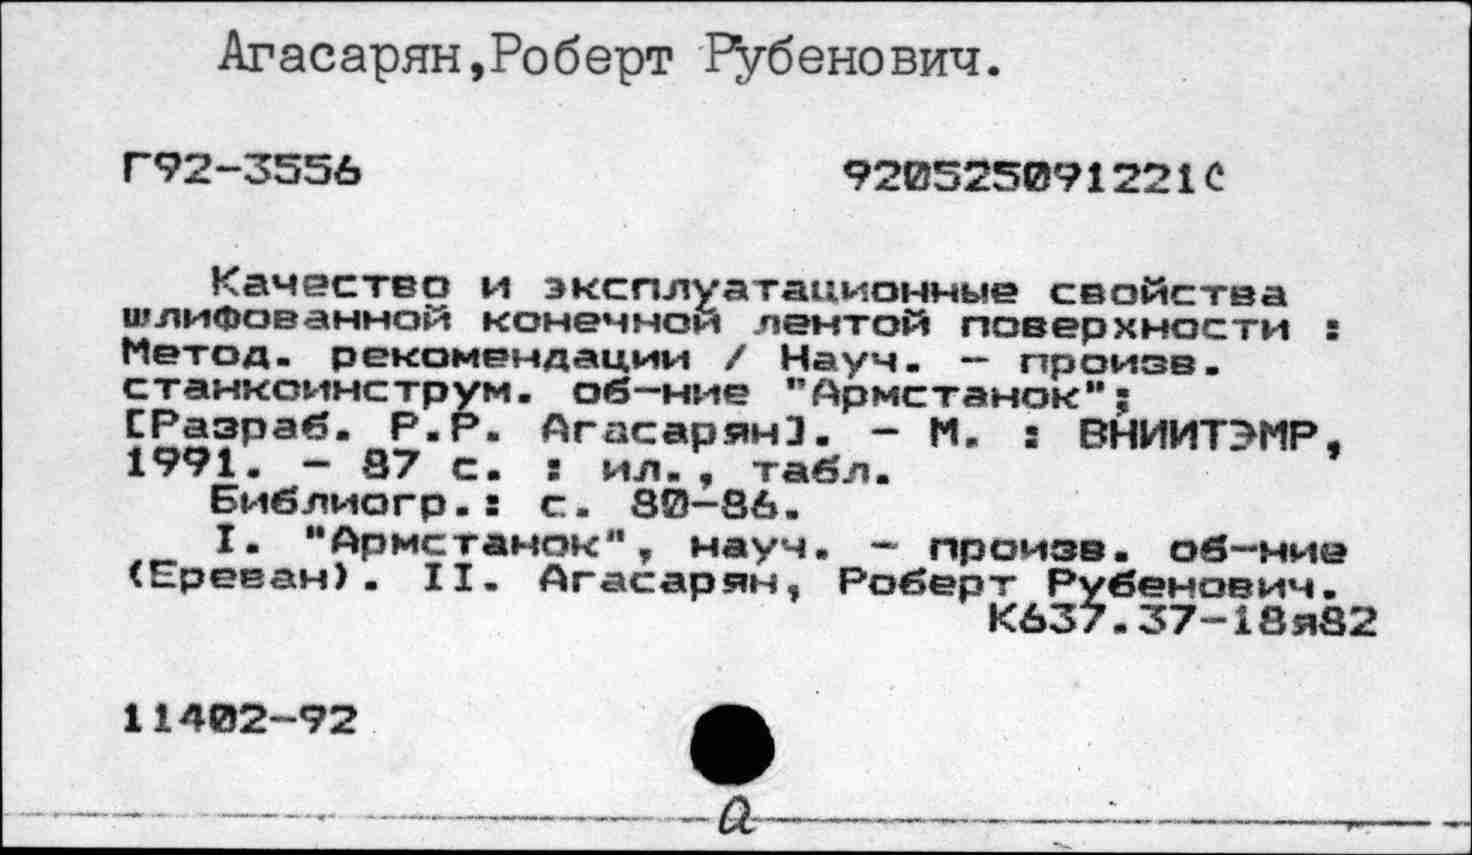 Агасарян,Роберт Рубенович.
Г92-3556 920525091221С
Качество и эксплуатационные свойства
шлифованной конечной лентой поверхности :
Метод. рекомендации / Науч. - произв.
станкоинструм. об-ние "Армстанок";
[Разраб. Р.Р. Агасарян]. - М. : ВНИИТЭМР,
1991. - 87 с. : ил., табл.
Библиогр.: с. 80-86.
I. "Армстанок", науч. - произв. об-ние
(Ереван). II. Агасарян, Роберт Рубенович.
К637.37-18я82
11402-92
а